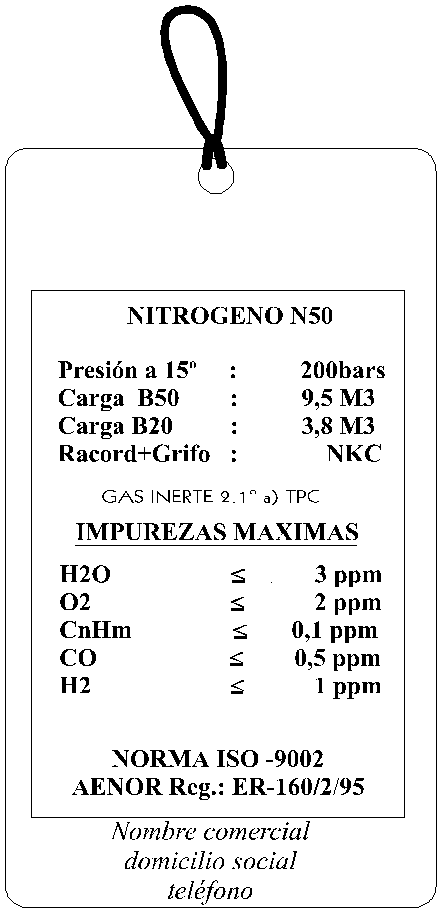 NITROGENO N50
Presión a 15º : 200bars
Carga B50 : 9,5 M3
Carga B20 : 3,8 M3
Racord+Grifo : NKC
GAS INERTE 2.1º a) TPC
IMPUREZAS MAXIMAS
H2O ≤ 3 ppm
O2 ≤ 2 ppm
CnHm ≤ 0,1 ppm
CO ≤ 0,5 ppm
H2 ≤ 1 ppm
NORMA ISO -9002
AENOR Reg.: ER-160/2/95
Nombre comercial
domicilio social
teléfono